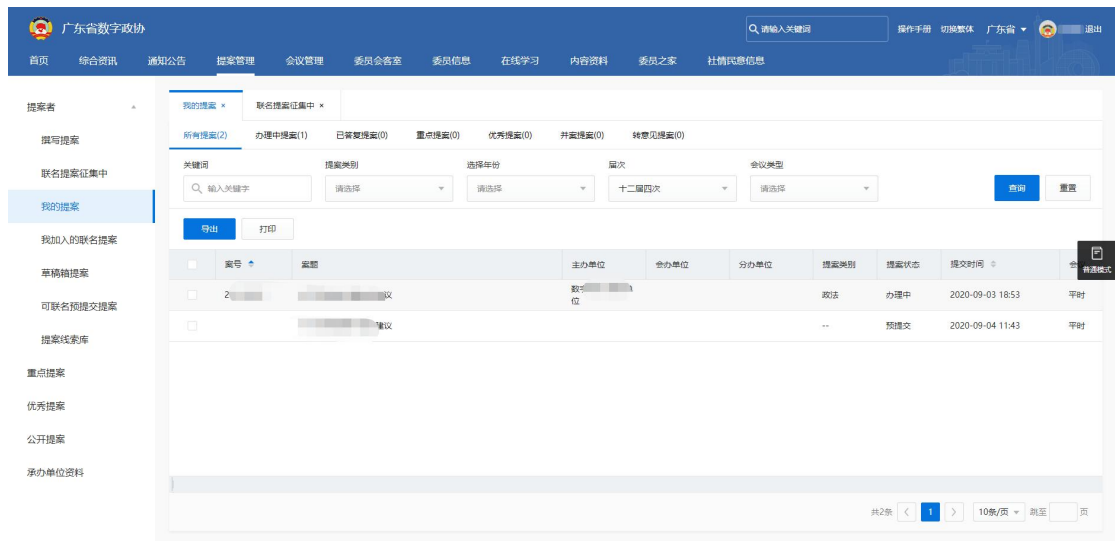 广东省数字政协
请输入关键词
操作手册 切换繁体 广东省 退出
首页 综合资讯 通知公告 提案管理 会议管理 委员会客室 委员信息 在线学习 内容资料 委员之家 社情民意信息
提案者
撰写提案
联名提案征集中
我的提案
我加入的联名提案
草稿箱提案
可联名预提交提案
提案线索库
重点提案
优秀提案
公开提案
承办单位资料
我的提案 × 联名提案征集中 ×
所有提案(2) 办理中提案(1) 已答复提案(0) 重点提案(0) 优秀提案(0) 并案提案(0) 转意见提案(0)
关键词 提案类别 选择年份 届次 会议类型
输入关键字 请选择 请选择 十二届四次 请选择 查询 重置
导出 打印
普通模式
案号 案题 主办单位 会办单位 分办单位 提案类别 提案状态 提交时间
2 议 数 位 政法 办理中 2020-09-03 18:53 平时
建议 -- 预提交 2020-09-04 11:43 平时
共2条 < 1 > 10条/页 跳至 页